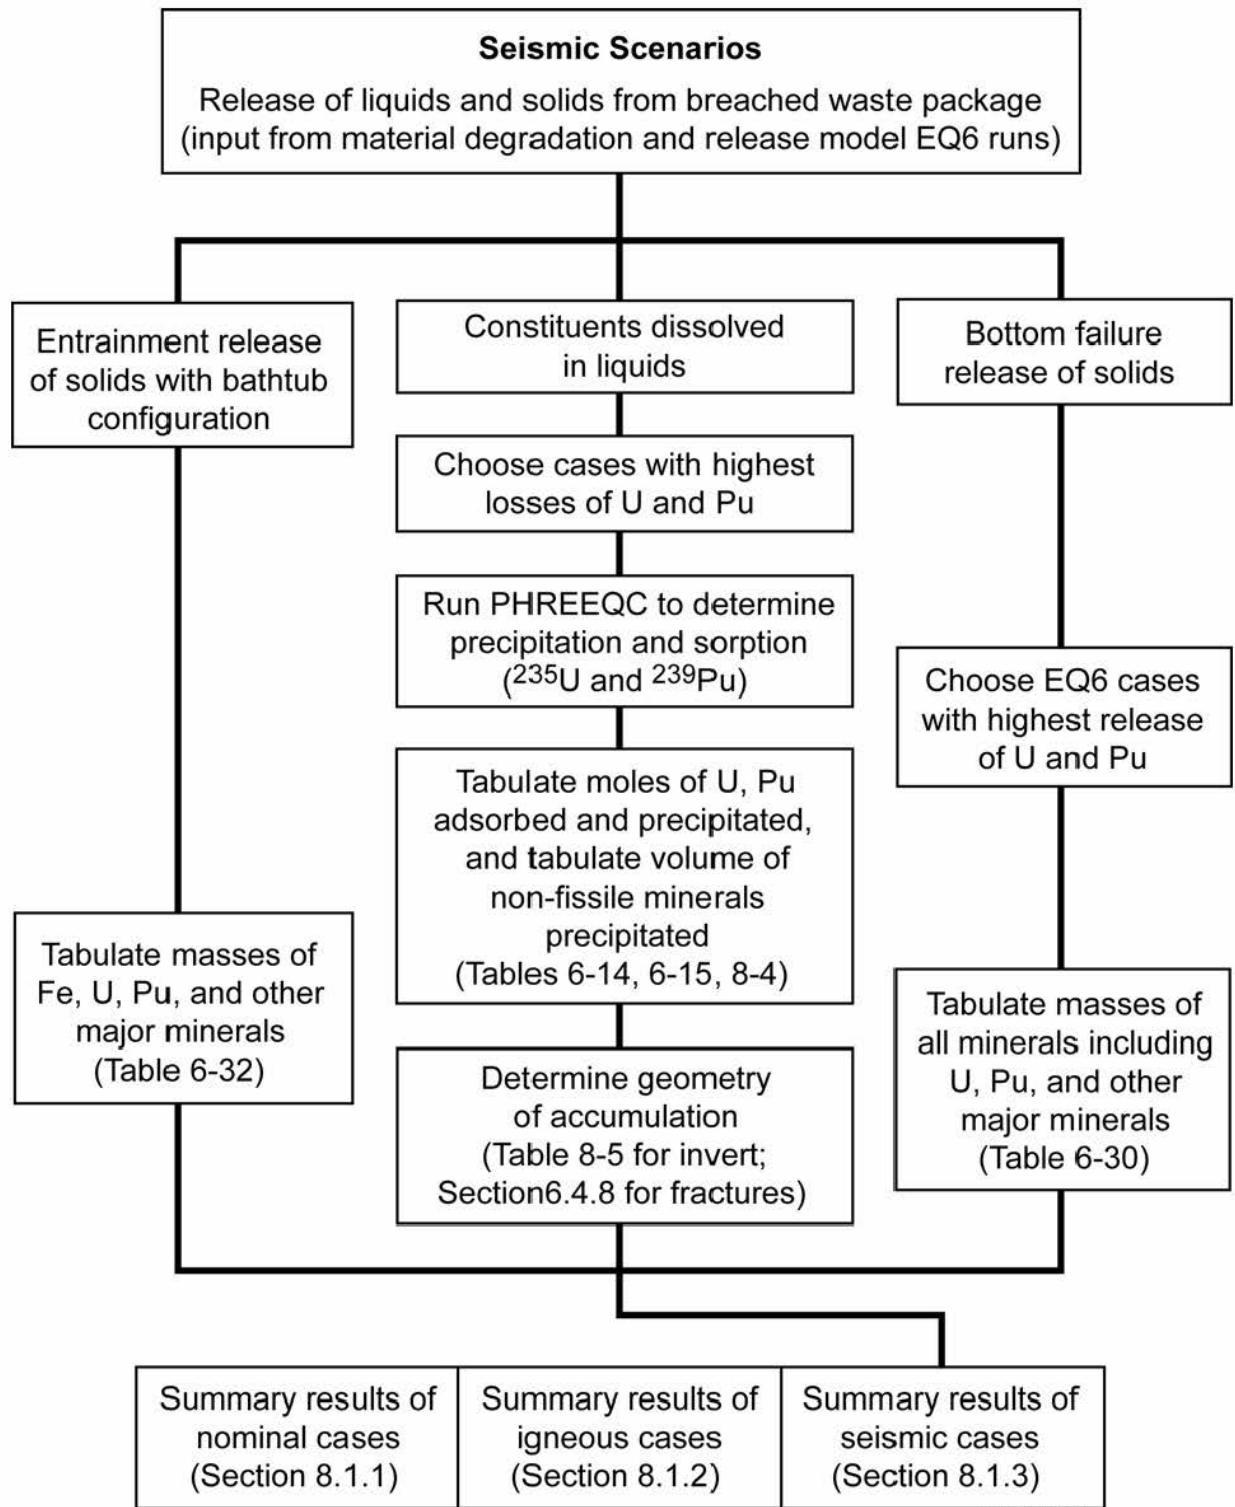 Seismic Scenarios
Release of liquids and solids from breached waste package
(input from material degradation and release model EQ6 runs)
Entrainment release
of solids with bathtub
configuration
Tabulate masses of
Fe, U, Pu, and other
major minerals
(Table 6-32)
Constituents dissolved
in liquids
Choose cases with highest
losses of U and Pu
Run PHREEQC to determine
precipitation and sorption
(²³⁵U and ²³⁹Pu)
Tabulate moles of U, Pu
adsorbed and precipitated,
and tabulate volume of
non-fissile minerals
precipitated
(Tables 6-14, 6-15, 8-4)
Determine geometry
of accumulation
(Table 8-5 for invert;
Section6.4.8 for fractures)
Bottom failure
release of solids
Choose EQ6 cases
with highest release
of U and Pu
Tabulate masses of
all minerals including
U, Pu, and other
major minerals
(Table 6-30)
Summary results of
nominal cases
(Section 8.1.1)
Summary results of
igneous cases
(Section 8.1.2)
Summary results of
seismic cases
(Section 8.1.3)